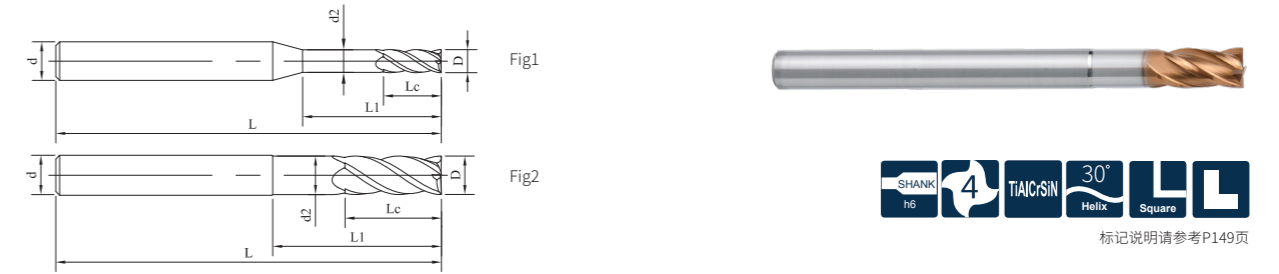 d
d2
D
Lc
L1
L
Fig1
d
d2
D
Lc
L1
L
Fig2
SHANK
h6
4
TiAlCrSiN
30°
Helix
Square
L
标记说明请参考P149页